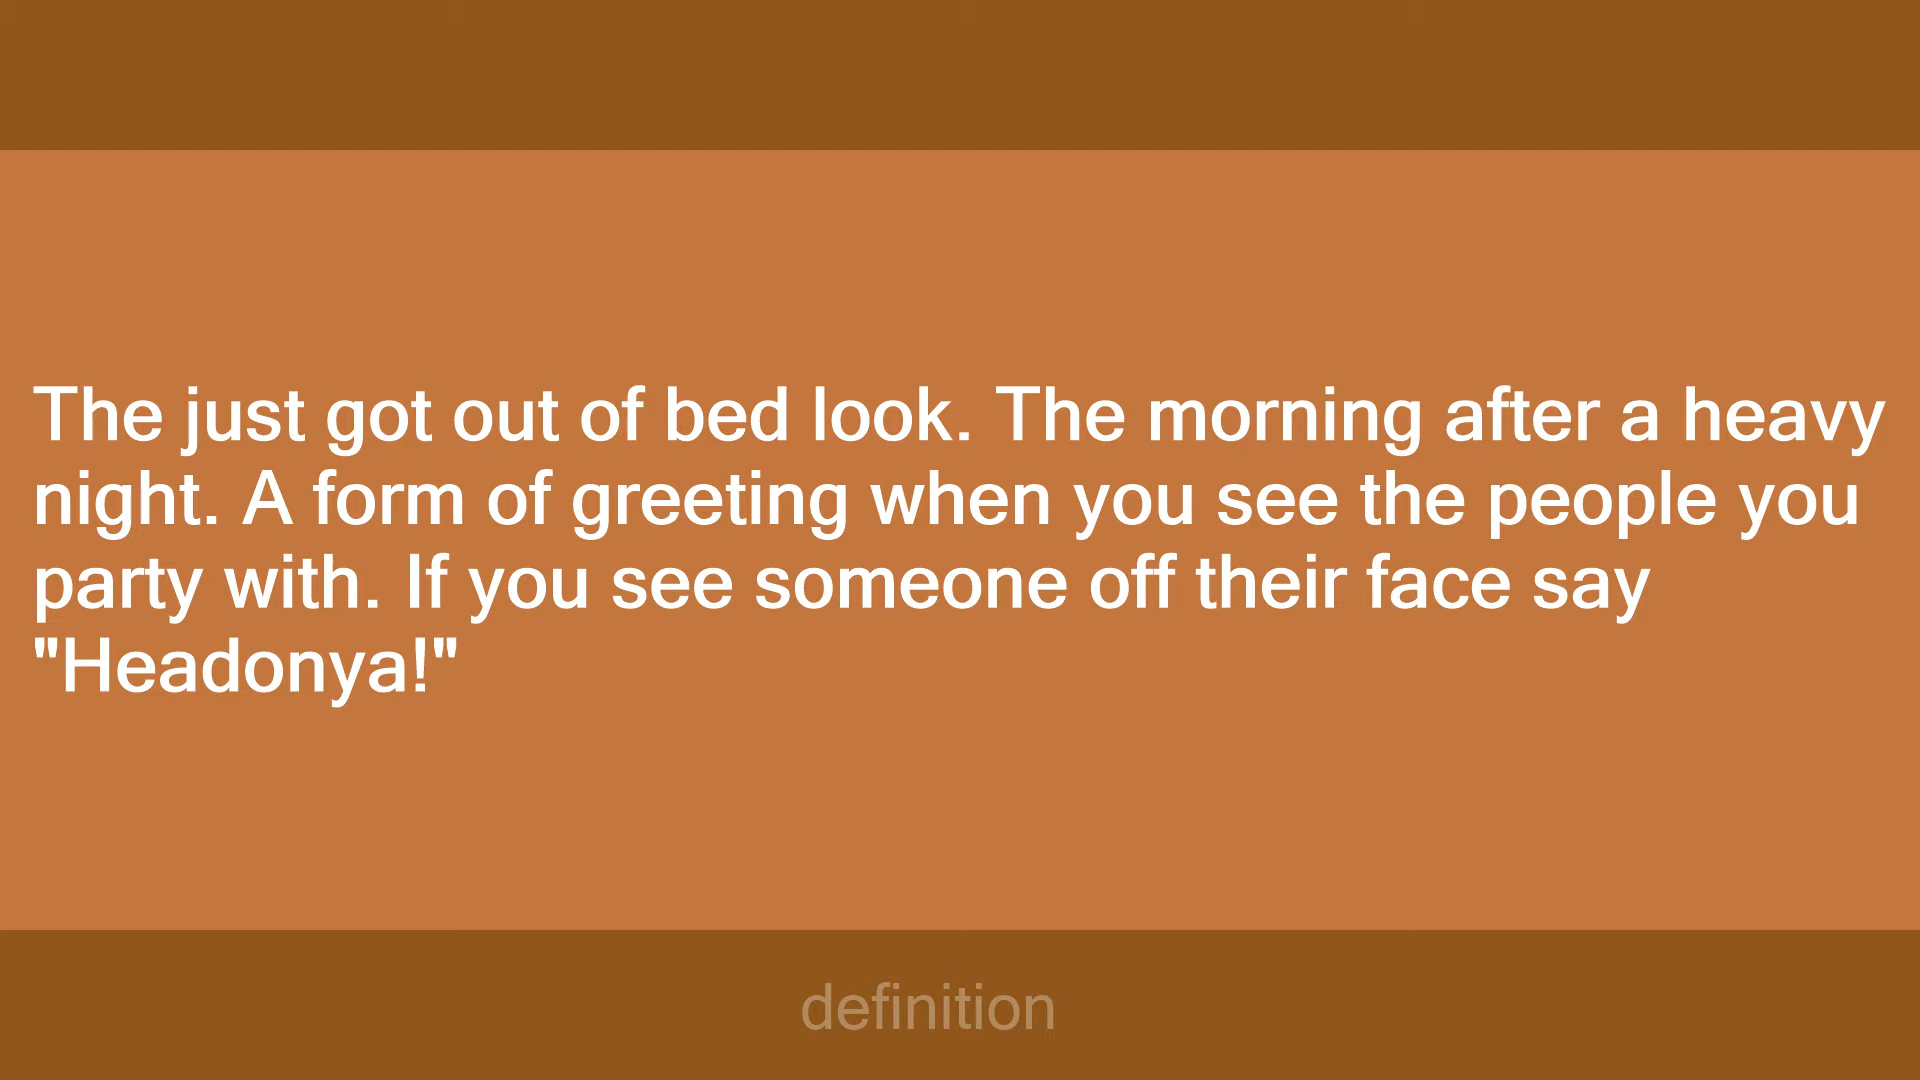 The just got out of bed look. The morning after a heavy
night. A form of greeting when you see the people you
party with. If you see someone off their face say
"Headonya!"
definition